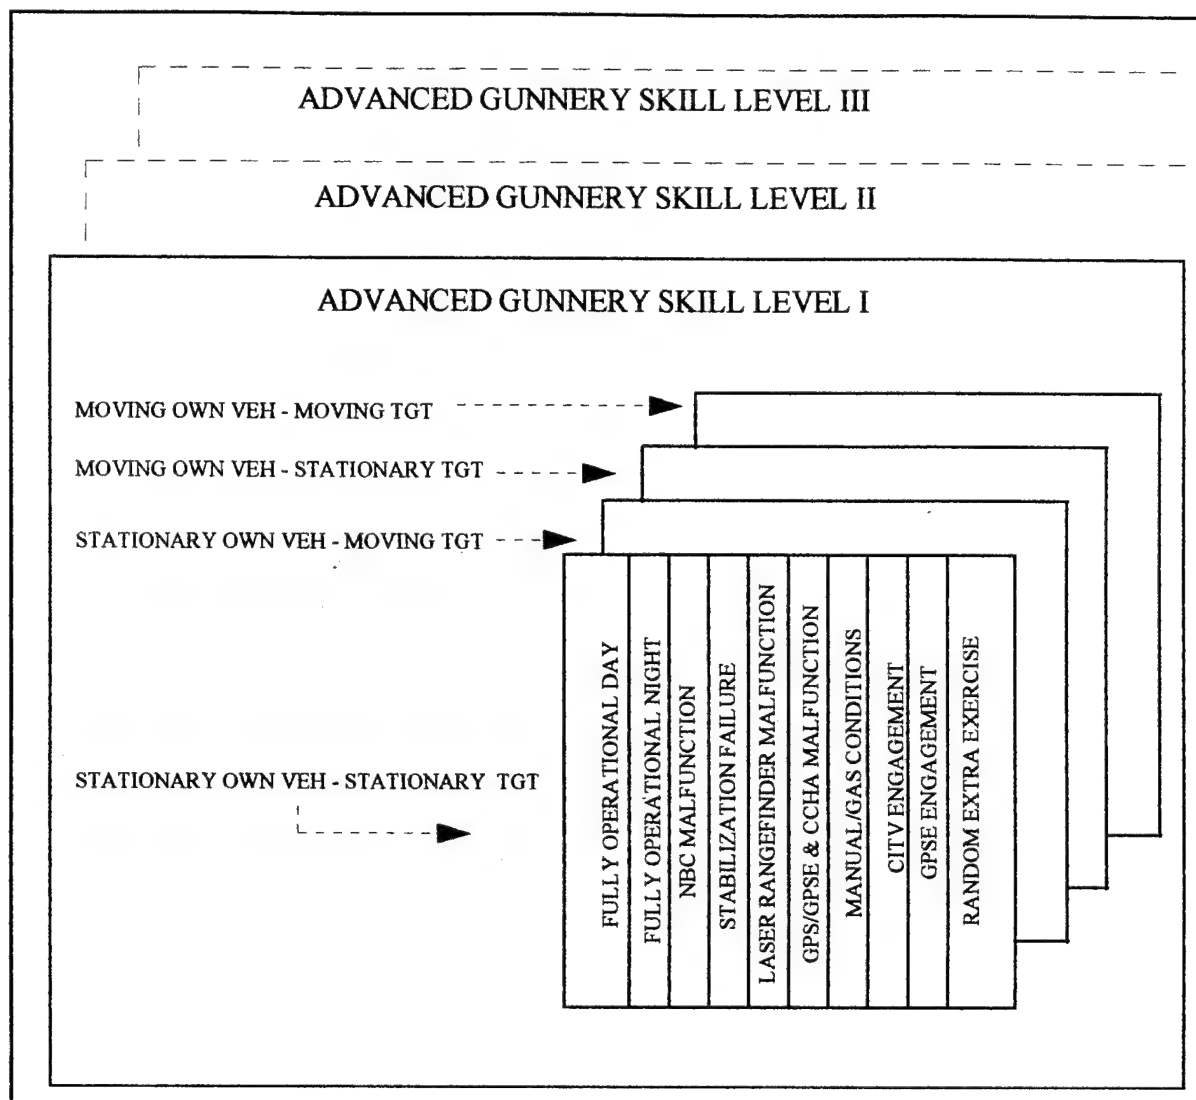 ADVANCED GUNNERY SKILL LEVEL III
ADVANCED GUNNERY SKILL LEVEL II
ADVANCED GUNNERY SKILL LEVEL I
MOVING OWN VEH - MOVING TGT
MOVING OWN VEH - STATIONARY TGT
STATIONARY OWN VEH - MOVING TGT
STATIONARY OWN VEH - STATIONARY TGT
FULLY OPERATIONAL DAY
FULLY OPERATIONAL NIGHT
NBC MALFUNCTION
STABILIZATION FAILURE
LASER RANGEFINDER MALFUNCTION
GPS/GPSE & CCHA MALFUNCTION
MANUAL/GAS CONDITIONS
CITV ENGAGEMENT
GPSE ENGAGEMENT
RANDOM EXTRA EXERCISE